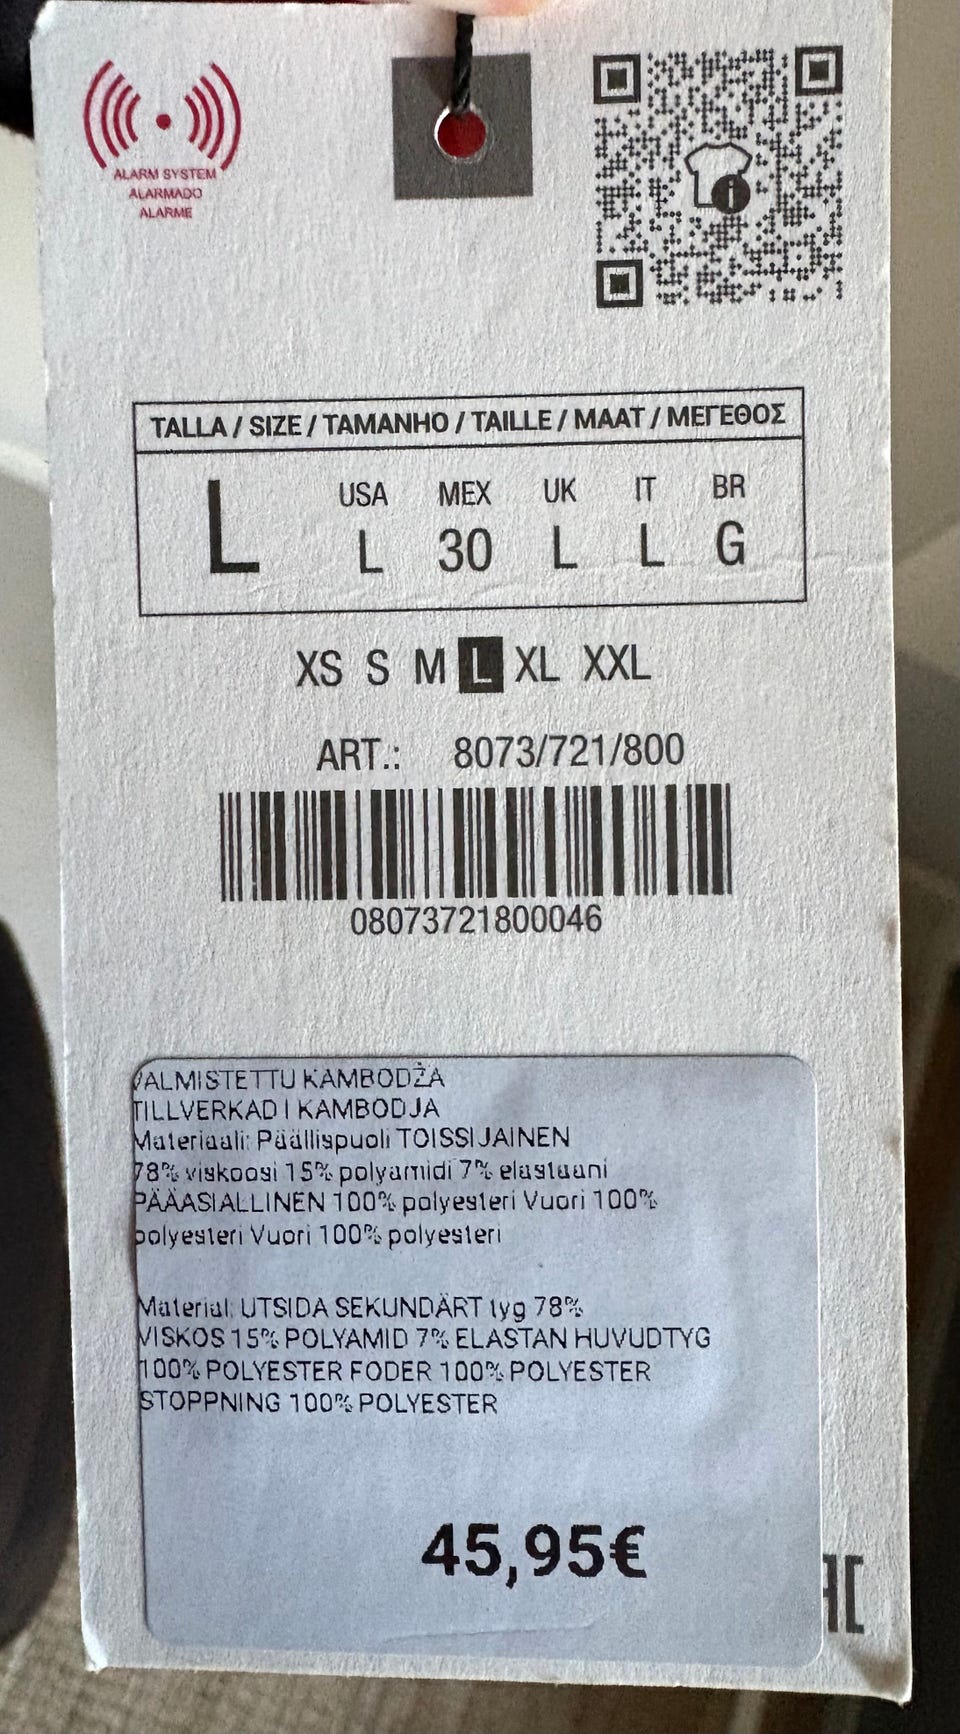 ALARM SYSTEM
ALARMADO
ALARME
TALLA / SIZE / TAMANHO / TAILLE / MAAT / ΜΕΓΕΘΟΣ
L
USA MEX UK IT BR
L 30 L L G
XS S M L XL XXL
ART.: 8073/721/800
08073721800046
VALMISTETTU KAMBODŽA
TILLVERKAD I KAMBODJA
Materiaali: Päällispuoli TOISSIJAINEN
78% viskoosi 15% polyamidi 7% elastaani
PÄÄASIALLINEN 100% polyesteri Vuori 100%
polyesteri Vuori 100% polyesteri
Material: UTSIDA SEKUNDÄRT tyg 78%
VISKOS 15% POLYAMID 7% ELASTAN HUVUDTYG
100% POLYESTER FODER 100% POLYESTER
STOPPNING 100% POLYESTER
45,95€